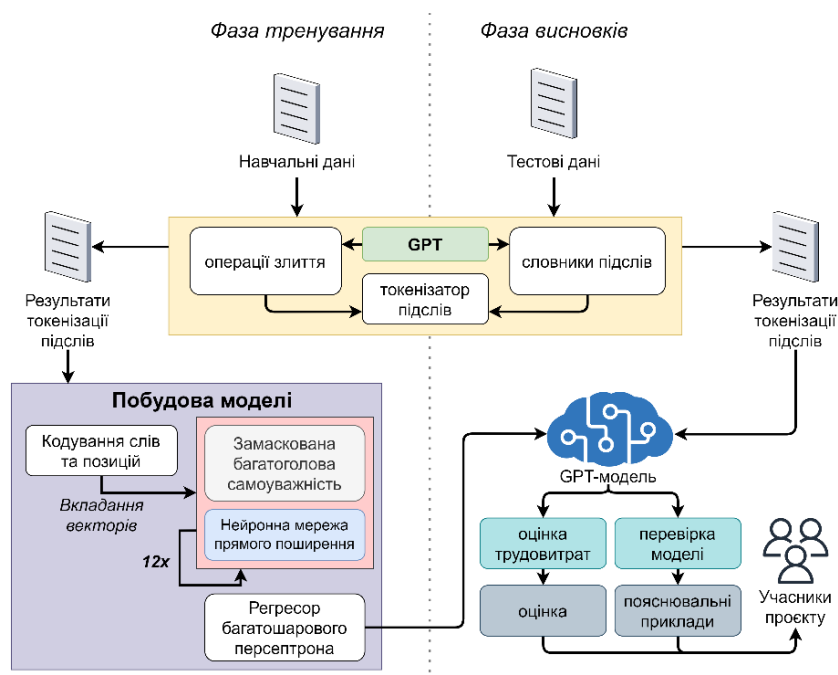 Фаза тренування
Фаза висновків
Навчальні дані
Тестові дані
операції злиття
GPT
словники підслів
токенізатор
підслів
Результати
токенізації
підслів
Результати
токенізації
підслів
Побудова моделі
Кодування слів
та позицій
Замаскована
багатоголова
самоуважність
Вкладання
векторів
Нейронна мережа
прямого поширення
12x
Регресор
багатошарового
персептрона
GPT-модель
оцінка
трудовитрат
перевірка
моделі
оцінка
пояснювальні
приклади
Учасники
проєкту